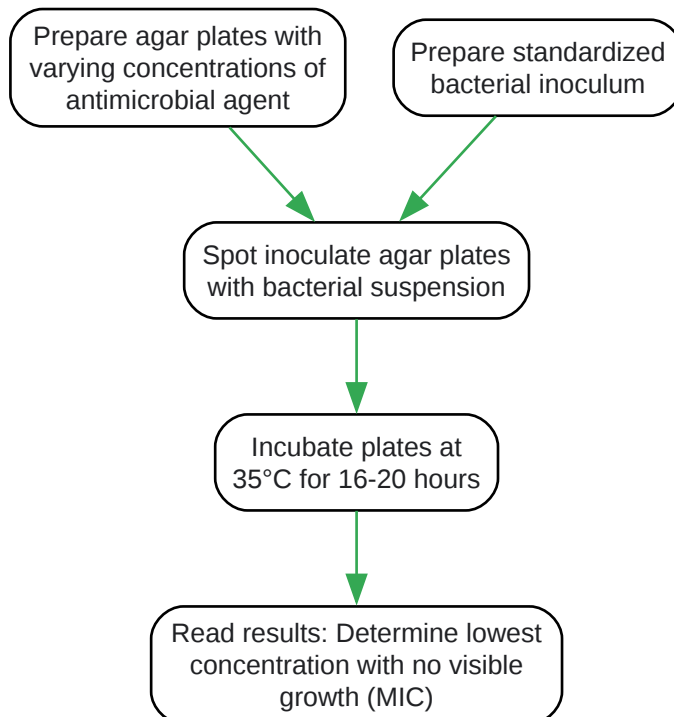 Prepare agar plates with
varying concentrations of
antimicrobial agent
Prepare standardized
bacterial inoculum
Spot inoculate agar plates
with bacterial suspension
Incubate plates at
35°C for 16-20 hours
Read results: Determine lowest
concentration with no visible
growth (MIC)